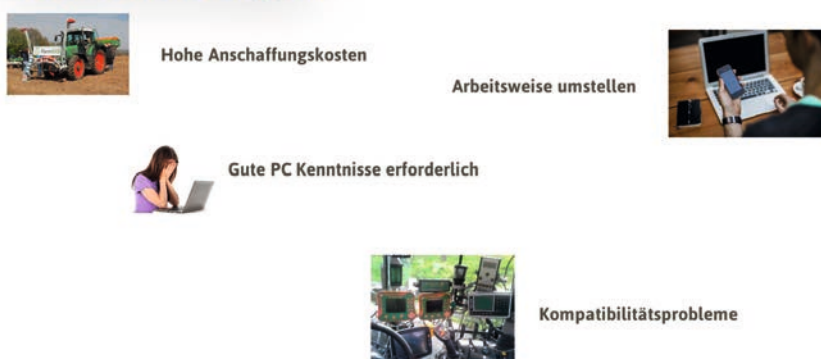 Hohe Anschaffungskosten
Arbeitsweise umstellen
Gute PC Kenntnisse erforderlich
Kompatibilitätsprobleme